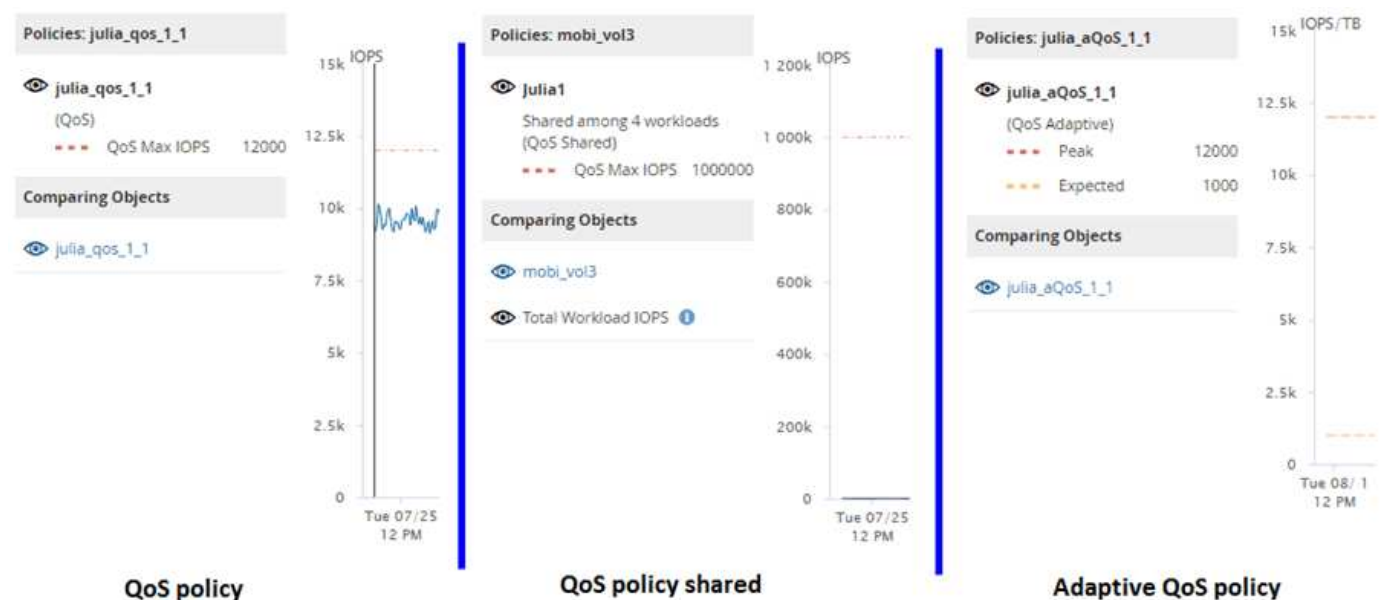 Policies: julia_qos_1_1
julia_qos_1_1
(QoS)
QoS Max IOPS 12000
Comparing Objects
julia_qos_1_1
IOPS
15k
12.5k
10k
7.5k
5k
2.5k
0
Tue 07/25
12 PM
QoS policy
Policies: mobi_vol3
Julia1
Shared among 4 workloads
(QoS Shared)
QoS Max IOPS 1000000
Comparing Objects
mobi_vol3
Total Workload IOPS
IOPS
1 200k
1 000k
800k
600k
400k
200k
0
Tue 07/25
12 PM
QoS policy shared
Policies: julia_aQoS_1_1
julia_aQoS_1_1
(QoS Adaptive)
Peak 12000
Expected 1000
Comparing Objects
julia_aQoS_1_1
IOPS/TB
15k
12.5k
10k
7.5k
5k
2.5k
0
Tue 08/ 1
12 PM
Adaptive QoS policy